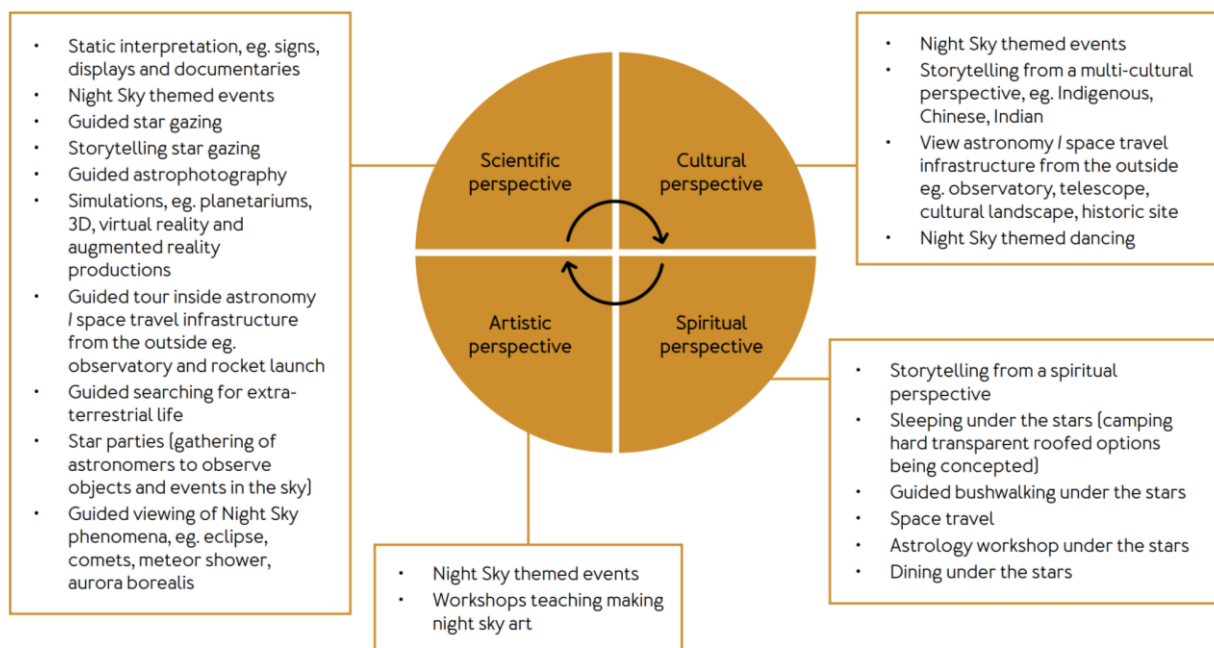 • Static interpretation, eg. signs,
displays and documentaries
• Night Sky themed events
• Guided star gazing
• Storytelling star gazing
• Guided astrophotography
• Simulations, eg. planetariums,
3D, virtual reality and
augmented reality
productions
• Guided tour inside astronomy
/ space travel infrastructure
from the outside eg.
observatory and rocket launch
• Guided searching for extra-
terrestrial life
• Star parties (gathering of
astronomers to observe
objects and events in the sky)
• Guided viewing of Night Sky
phenomena, eg. eclipse,
comets, meteor shower,
aurora borealis
Scientific
perspective
Cultural
perspective
Artistic
perspective
Spiritual
perspective
• Night Sky themed events
• Storytelling from a multi-cultural
perspective, eg. Indigenous,
Chinese, Indian
• View astronomy / space travel
infrastructure from the outside
eg. observatory, telescope,
cultural landscape, historic site
• Night Sky themed dancing
• Storytelling from a spiritual
perspective
• Sleeping under the stars (camping
hard transparent roofed options
being concepted)
• Guided bushwalking under the stars
• Space travel
• Astrology workshop under the stars
• Dining under the stars
• Night Sky themed events
• Workshops teaching making
night sky art